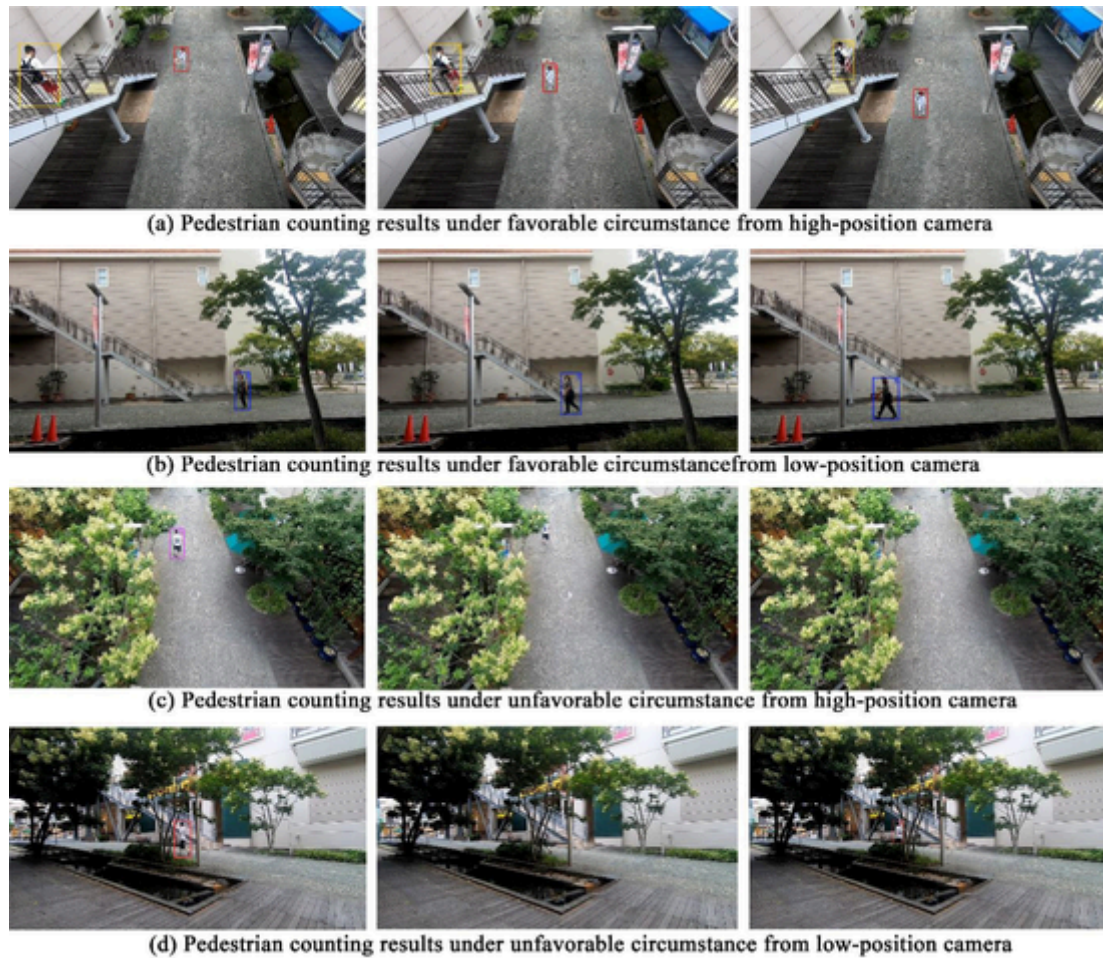 (a) Pedestrian counting results under favorable circumstance from high-position camera
(b) Pedestrian counting results under favorable circumstancefrom low-position camera
(c) Pedestrian counting results under unfavorable circumstance from high-position camera
(d) Pedestrian counting results under unfavorable circumstance from low-position camera